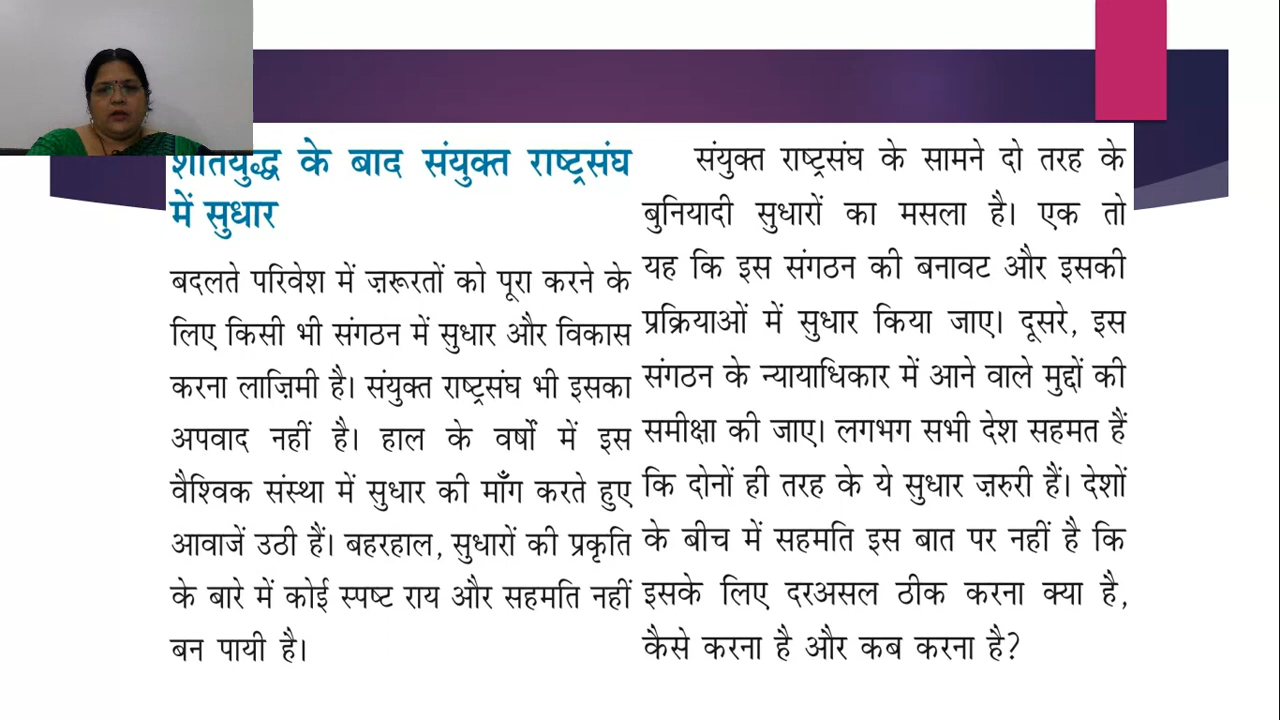 शीतयुद्ध के बाद संयुक्त राष्ट्रसंघ
में सुधार
बदलते परिवेश में ज़रूरतों को पूरा करने के
लिए किसी भी संगठन में सुधार और विकास
करना लाज़िमी है। संयुक्त राष्ट्रसंघ भी इसका
अपवाद नहीं है। हाल के वर्षों में इस
वैश्विक संस्था में सुधार की माँग करते हुए
आवाजें उठी हैं। बहरहाल, सुधारों की प्रकृति
के बारे में कोई स्पष्ट राय और सहमति नहीं
बन पायी है।
संयुक्त राष्ट्रसंघ के सामने दो तरह के
बुनियादी सुधारों का मसला है। एक तो
यह कि इस संगठन की बनावट और इसकी
प्रक्रियाओं में सुधार किया जाए। दूसरे, इस
संगठन के न्यायाधिकार में आने वाले मुद्दों की
समीक्षा की जाए। लगभग सभी देश सहमत हैं
कि दोनों ही तरह के ये सुधार ज़रुरी हैं। देशों
के बीच में सहमति इस बात पर नहीं है कि
इसके लिए दरअसल ठीक करना क्या है,
कैसे करना है और कब करना है?